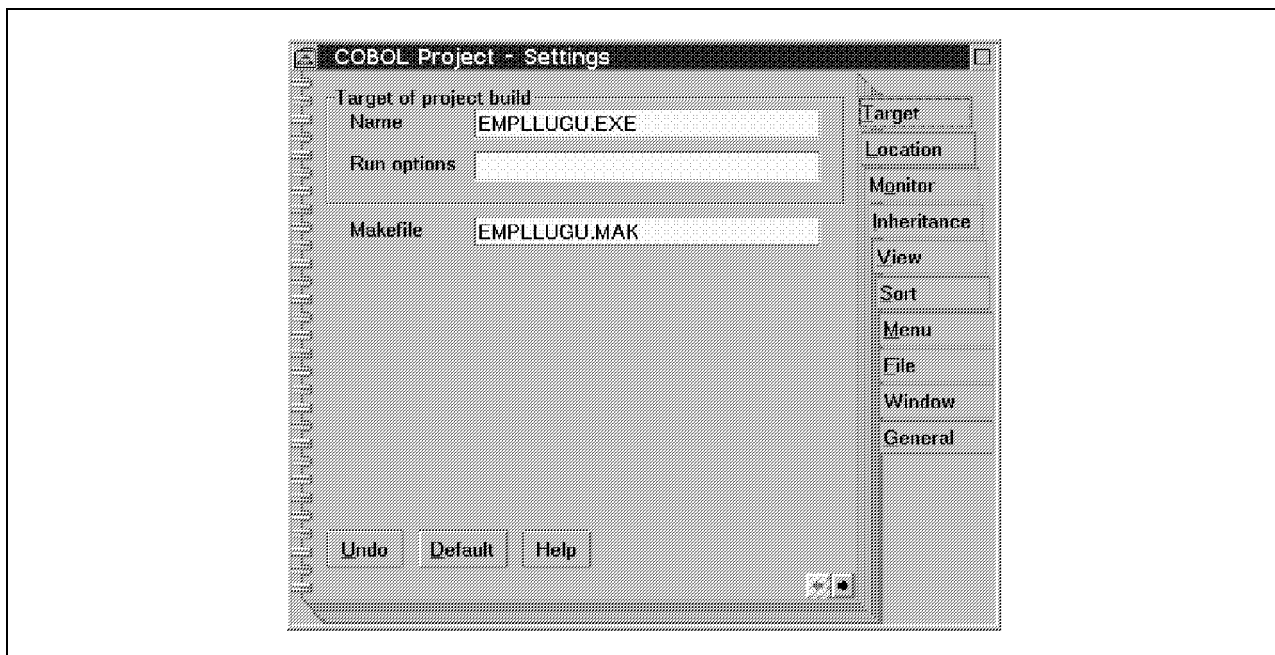 COBOL Project - Settings
Target of project build
Name EMPLLUGU.EXE
Run options
Makefile EMPLLUGU.MAK
Undo Default Help
Target
Location
Monitor
Inheritance
View
Sort
Menu
File
Window
General